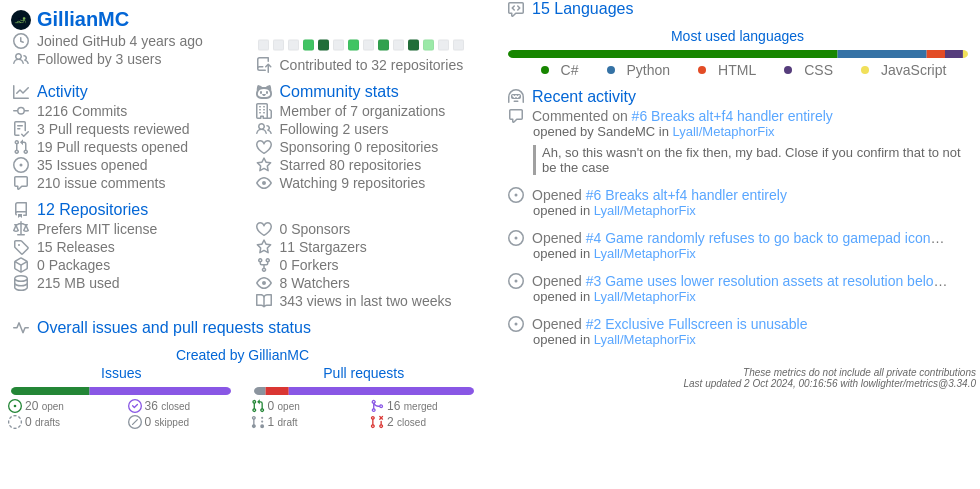 GillianMC
Joined GitHub 4 years ago
Followed by 3 users
Contributed to 32 repositories
Activity
1216 Commits
3 Pull requests reviewed
19 Pull requests opened
35 Issues opened
210 issue comments
Community stats
Member of 7 organizations
Following 2 users
Sponsoring 0 repositories
Starred 80 repositories
Watching 9 repositories
12 Repositories
Prefers MIT license
15 Releases
0 Packages
215 MB used
0 Sponsors
11 Stargazers
0 Forkers
8 Watchers
343 views in last two weeks
Overall issues and pull requests status
Created by GillianMC
Issues
20 open
36 closed
0 drafts
0 skipped
Pull requests
0 open
16 merged
1 draft
2 closed
15 Languages
Most used languages
C# Python HTML CSS JavaScript
Recent activity
Commented on #6 Breaks alt+f4 handler entirely
opened by SandeMC in Lyall/MetaphorFix
Ah, so this wasn't on the fix then, my bad. Close if you confirm that to not
be the case
Opened #6 Breaks alt+f4 handler entirely
opened in Lyall/MetaphorFix
Opened #4 Game randomly refuses to go back to gamepad icon…
opened in Lyall/MetaphorFix
Opened #3 Game uses lower resolution assets at resolution belo…
opened in Lyall/MetaphorFix
Opened #2 Exclusive Fullscreen is unusable
opened in Lyall/MetaphorFix
These metrics do not include all private contributions
Last updated 2 Oct 2024, 00:16:56 with lowlighter/metrics@3.34.0